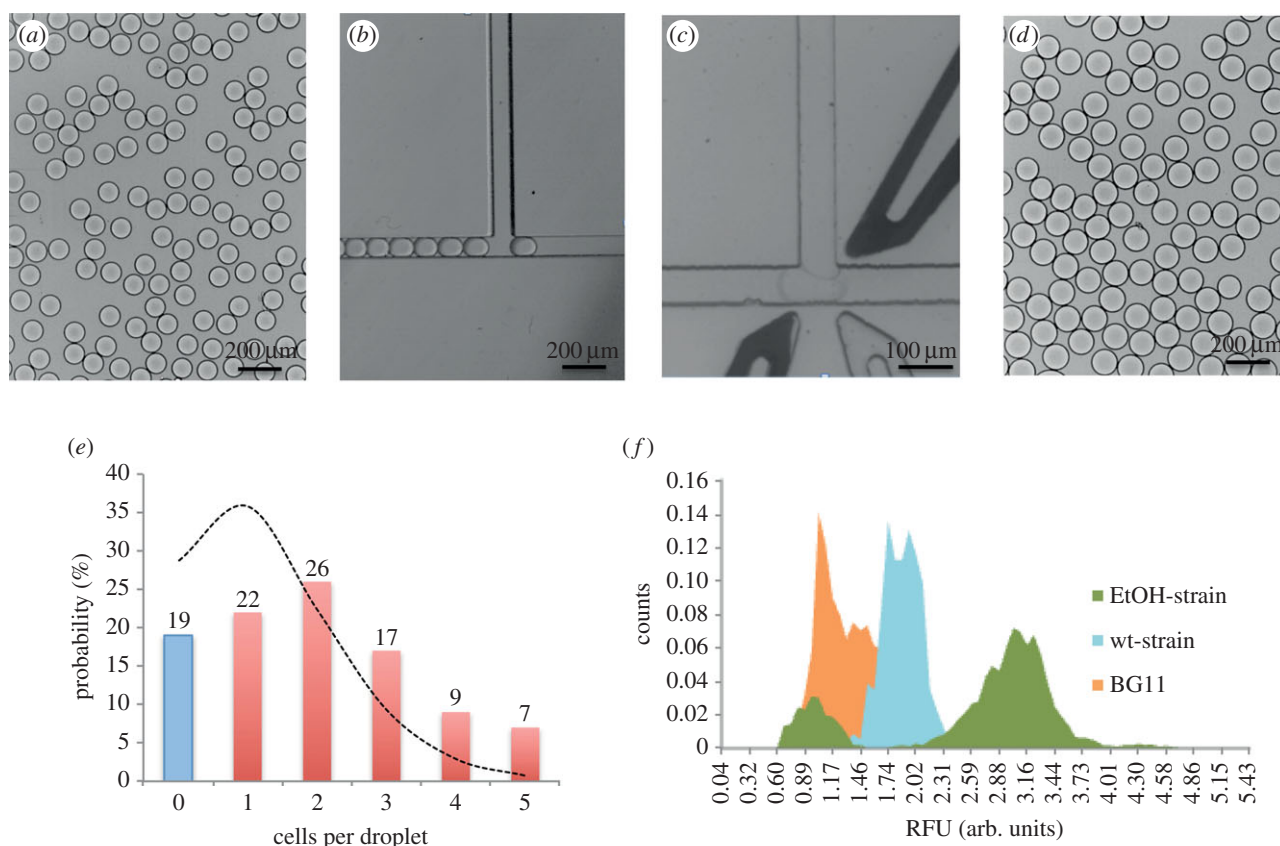 (a)
(b)
(c)
(d)
200 µm
200 µm
100 µm
200 µm
(e)
40
35
30
25
20
15
10
5
0
probability (%)
19
22
26
17
9
7
0 1 2 3 4 5
cells per droplet
(f)
0.16
0.14
0.12
0.10
0.08
0.06
0.04
0.02
0
counts
EtOH-strain
wt-strain
BG11
0.04 0.32 0.60 0.89 1.17 1.46 1.74 2.02 2.31 2.59 2.88 3.16 3.44 3.73 4.01 4.30 4.58 4.86 5.15 5.43
RFU (arb. units)